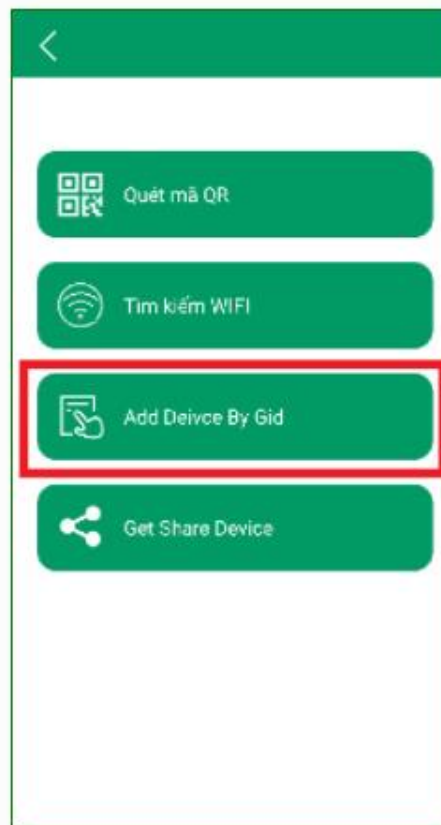 Quét mã QR
Tìm kiếm WIFI
Add Deivce By Gid
Get Share Device